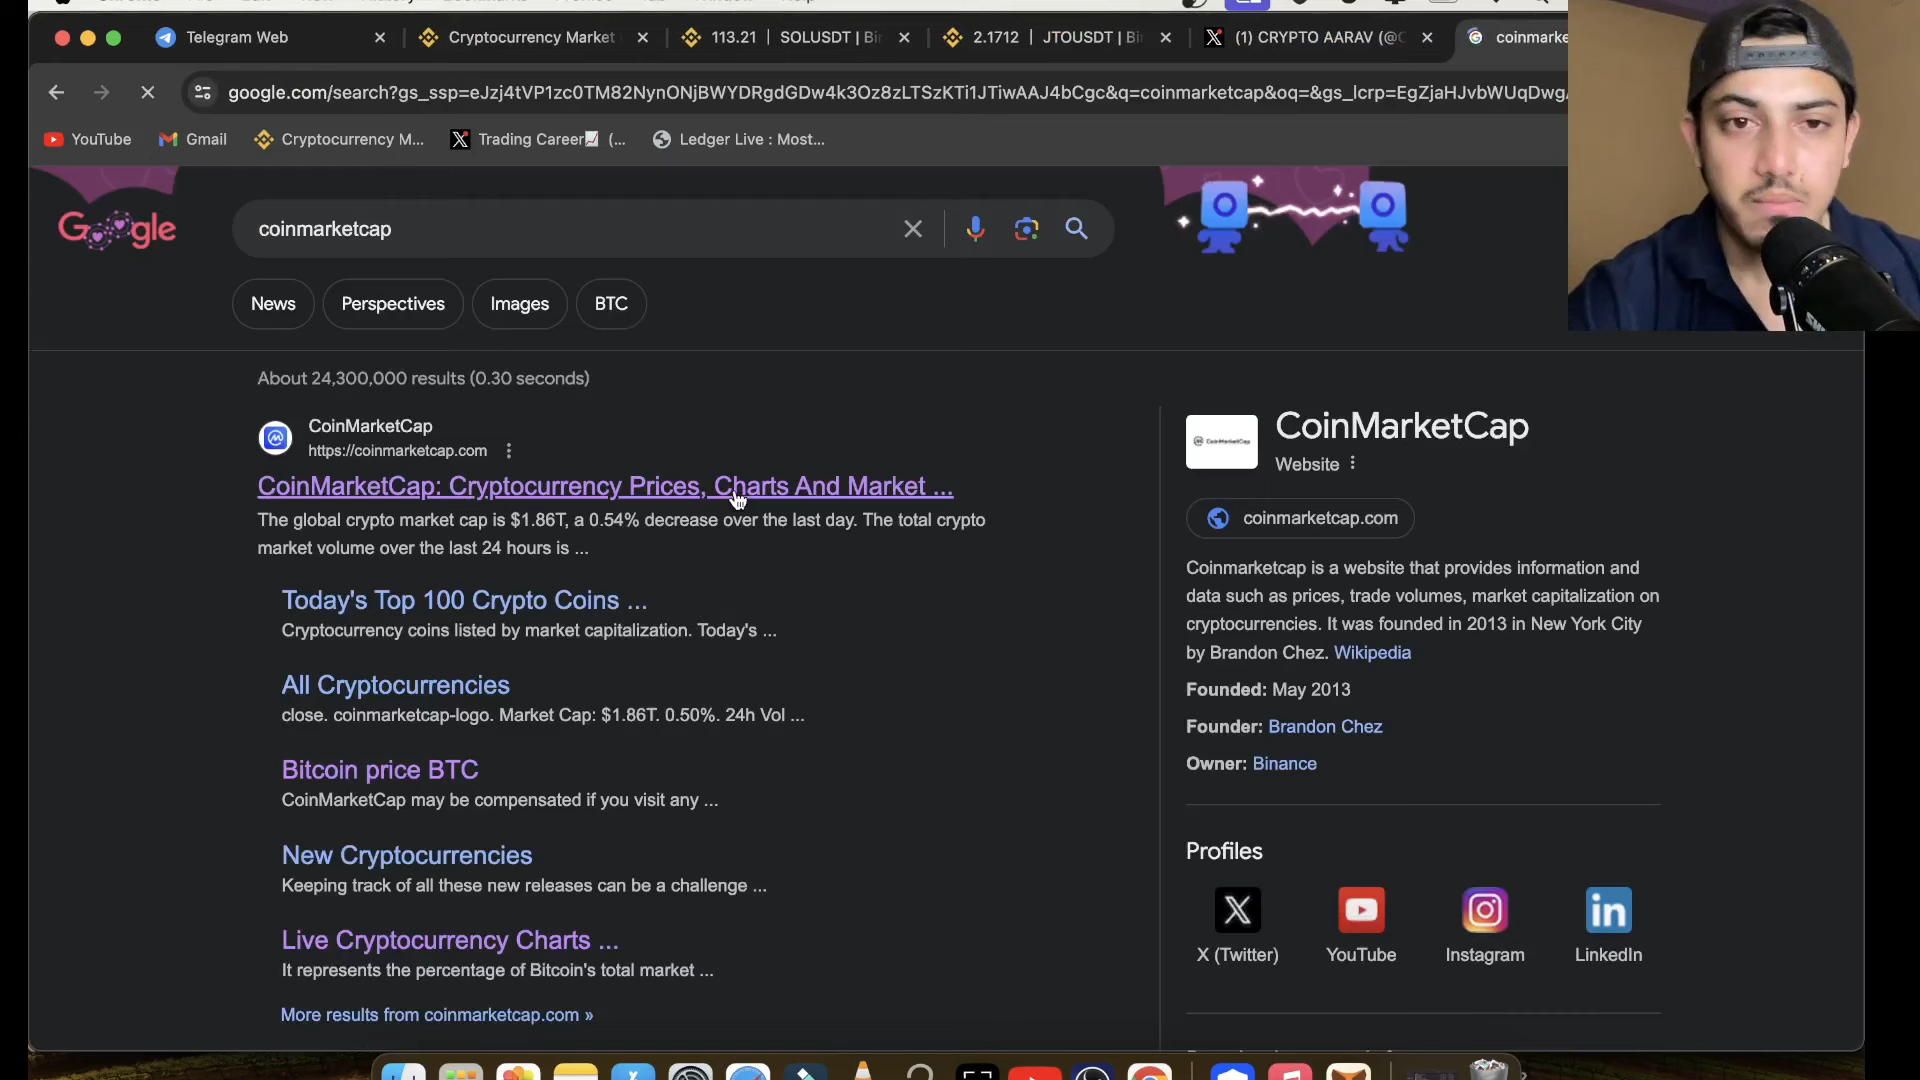 Telegram Web
Cryptocurrency Market
113.21 | SOLUSDT | Bi
2.1712 | JTOUSDT | Bi
(1) CRYPTO AARAV (@C
coinmarke
google.com/search?gs_ssp=eJzj4tVP1zc0TM82NynONjBWYDRgdGDw4k3Oz8zLTSzKTi1JTiwAAJ4bCgc&q=coinmarketcap&oq=&gs_lcrp=EgZjaHJvbWUqDwg
YouTube
Gmail
Cryptocurrency M...
Trading Career📈 (...
Ledger Live : Most...
Google
coinmarketcap
News
Perspectives
Images
BTC
About 24,300,000 results (0.30 seconds)
CoinMarketCap
https://coinmarketcap.com
CoinMarketCap: Cryptocurrency Prices, Charts And Market ...
The global crypto market cap is $1.86T, a 0.54% decrease over the last day. The total crypto
market volume over the last 24 hours is ...
Today's Top 100 Crypto Coins ...
Cryptocurrency coins listed by market capitalization. Today's ...
All Cryptocurrencies
close. coinmarketcap-logo. Market Cap: $1.86T. 0.50%. 24h Vol ...
Bitcoin price BTC
CoinMarketCap may be compensated if you visit any ...
New Cryptocurrencies
Keeping track of all these new releases can be a challenge ...
Live Cryptocurrency Charts ...
It represents the percentage of Bitcoin's total market ...
More results from coinmarketcap.com »
CoinMarketCap
CoinMarketCap
Website
coinmarketcap.com
Coinmarketcap is a website that provides information and
data such as prices, trade volumes, market capitalization on
cryptocurrencies. It was founded in 2013 in New York City
by Brandon Chez. Wikipedia
Founded: May 2013
Founder: Brandon Chez
Owner: Binance
Profiles
X (Twitter)
YouTube
Instagram
LinkedIn